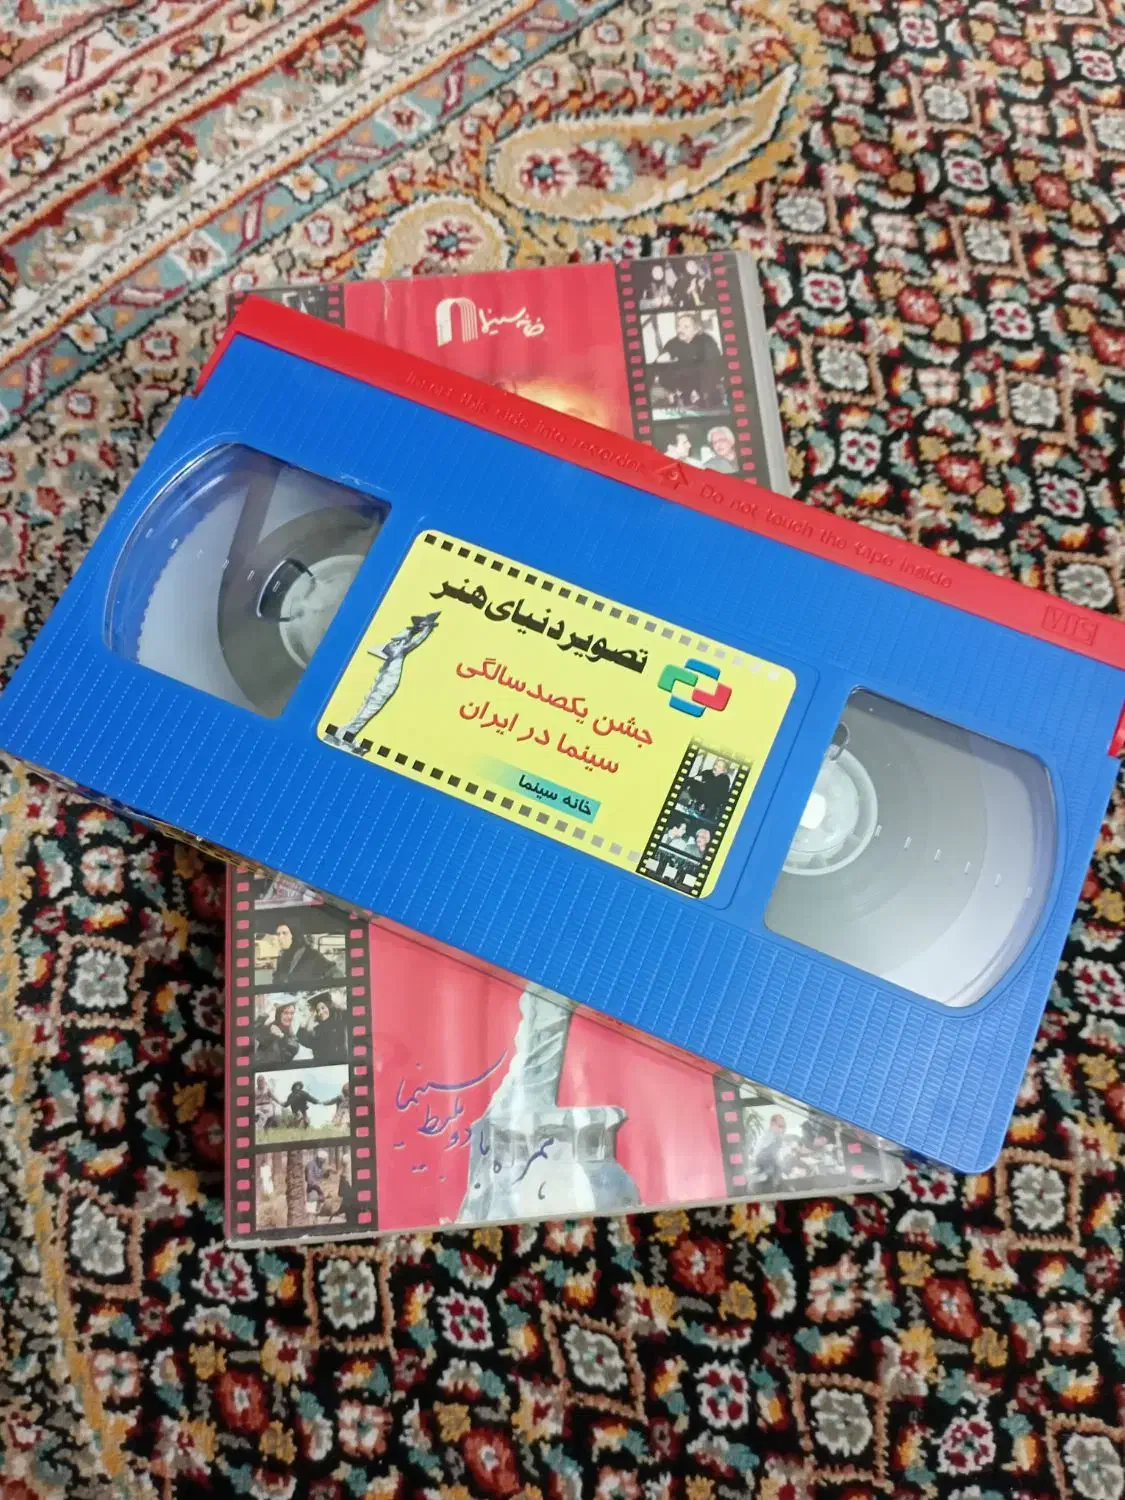 خانه سینما
Insert this side into recorder
Do not touch the tape inside
VHS
تصویر دنیای هنر
جشن یکصد سالگی
سینما در ایران
خانه سینما
همراه با دو بلیط سینما